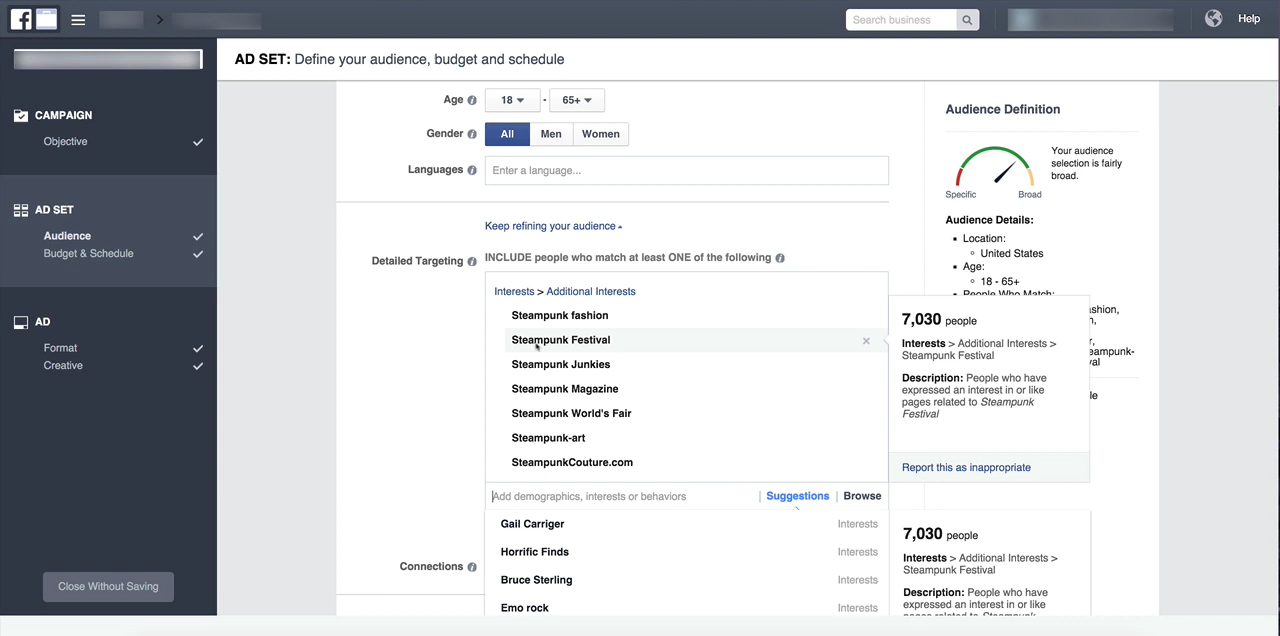 Search business
Help
AD SET: Define your audience, budget and schedule
CAMPAIGN
Objective
AD SET
Audience
Budget & Schedule
AD
Format
Creative
Close Without Saving
Age
18
-
65+
Gender
All
Men
Women
Languages
Enter a language...
Keep refining your audience
Detailed Targeting
INCLUDE people who match at least ONE of the following
Interests > Additional Interests
Steampunk fashion
Steampunk Festival
Steampunk Junkies
Steampunk Magazine
Steampunk World's Fair
Steampunk-art
SteampunkCouture.com
Add demographics, interests or behaviors
Suggestions
Browse
Gail Carriger
Interests
Horrific Finds
Interests
Bruce Sterling
Interests
Emo rock
Interests
Connections
Audience Definition
Your audience
selection is fairly
broad.
Specific
Broad
Audience Details:
Location:
United States
Age:
18 - 65+
People Who Match:
7,030 people
Interests > Additional Interests >
Steampunk Festival
Description: People who have
expressed an interest in or like
pages related to Steampunk
Festival
Report this as inappropriate
7,030 people
Interests > Additional Interests >
Steampunk Festival
Description: People who have
expressed an interest in or like
pages related to Steampunk